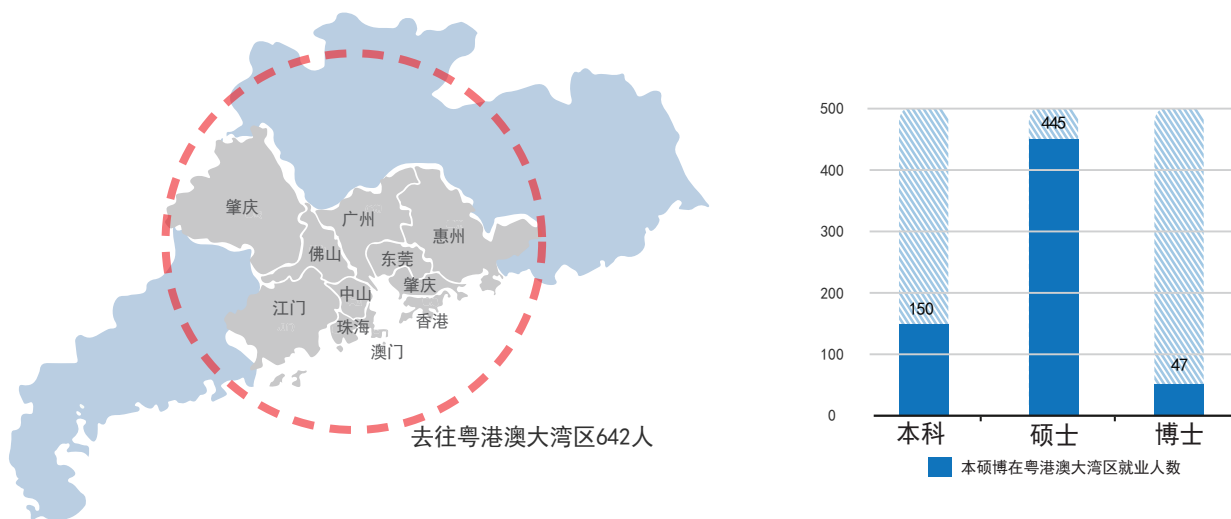 肇庆
广州
惠州
佛山
东莞
肇庆
江门
中山
香港
珠海
澳门
去往粤港澳大湾区642人
500
400
300
200
100
0
150
445
47
本科
硕士
博士
本硕博在粤港澳大湾区就业人数